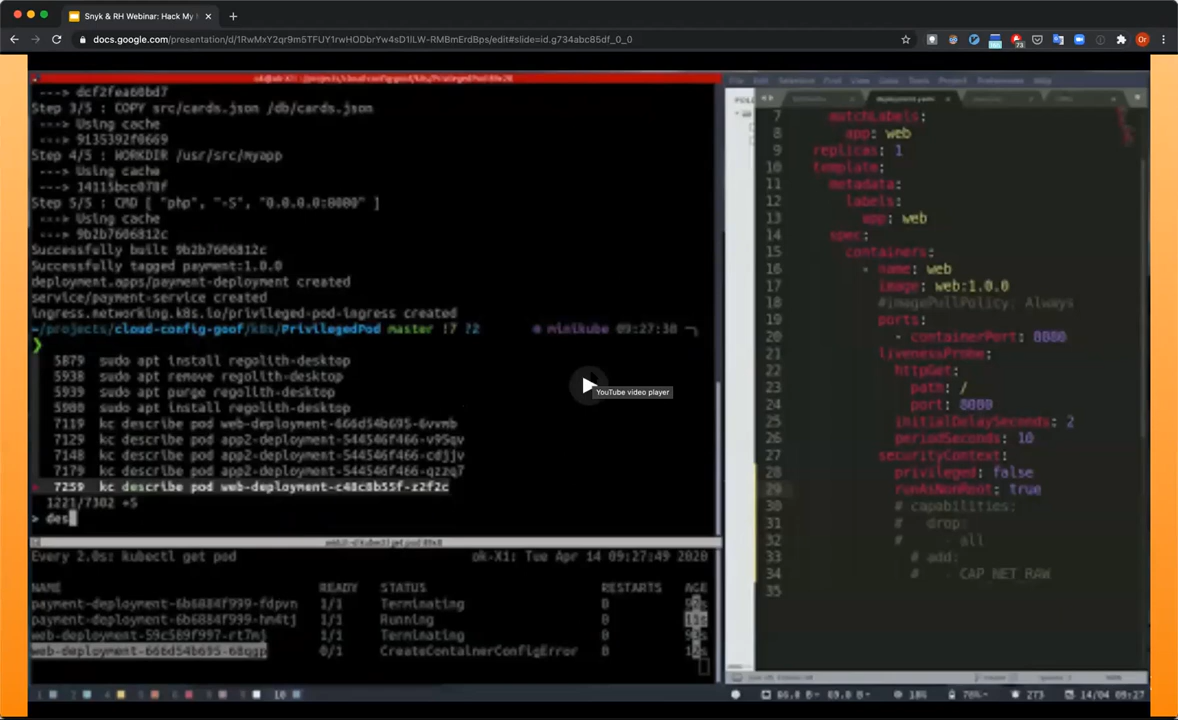 Snyk & RH Webinar: Hack My
docs.google.com/presentation/d/1RwMxY2qr9m5TFUY1rwHODbrYw4sD1lLW-RMBmErdBps/edit#slide=id.g734abc85df_0_0
---> dcf2fea60bd7
Step 3/5 : COPY src/cards.json /db/cards.json
---> Using cache
---> 9135392f0669
Step 4/5 : WORKDIR /usr/src/myapp
---> Using cache
---> 14115bcc078f
Step 5/5 : CMD [ "php", "-S", "0.0.0.0:8080" ]
---> Using cache
---> 9b2b7606812c
Successfully built 9b2b7606812c
Successfully tagged payment:1.0.0
deployment.apps/payment-deployment created
service/payment-service created
ingress.networking.k8s.io/privileged-pod-ingress created
~/projects/cloud-config-goof/k8s/PrivilegedPod master !7 ?2 minikube 09:27:38
5879 sudo apt install regolith-desktop
5938 sudo apt remove regolith-desktop
5939 sudo apt purge regolith-desktop
5980 sudo apt install regolith-desktop
7119 kc describe pod web-deployment-666d54b695-6vvmb
7129 kc describe pod app2-deployment-544546f466-v95qv
7148 kc describe pod app2-deployment-544546f466-cdjjv
7179 kc describe pod app2-deployment-544546f466-qzzq7
7259 kc describe pod web-deployment-c48c8b55f-z2f2c
1221/7302 +S
> des
Every 2.0s: kubectl get pod ok-X1: Tue Apr 14 09:27:49 2020
NAME READY STATUS RESTARTS AGE
payment-deployment-6b6884f999-fdpvn 1/1 Terminating 0
payment-deployment-6b6884f999-hm4tj 1/1 Running 0 11s
web-deployment-59c589f997-rt7mj 1/1 Terminating 0
web-deployment-666d54b695-68qgp 0/1 CreateContainerConfigError 0 12s
YouTube video player
7 matchLabels:
8 app: web
9 replicas: 1
10 template:
11 metadata:
12 labels:
13 app: web
14 spec:
15 containers:
16 - name: web
17 image: web:1.0.0
18 #imagePullPolicy: Always
19 ports:
20 - containerPort: 8080
21 livenessProbe:
22 httpGet:
23 path: /
24 port: 8080
25 initialDelaySeconds: 2
26 periodSeconds: 10
27 securityContext:
28 privileged: false
29 runAsNonRoot: true
30 # capabilities:
31 # drop:
32 # - all
33 # add:
34 # - CAP_NET_RAW
35
18% 76% 273 14/04 09:27